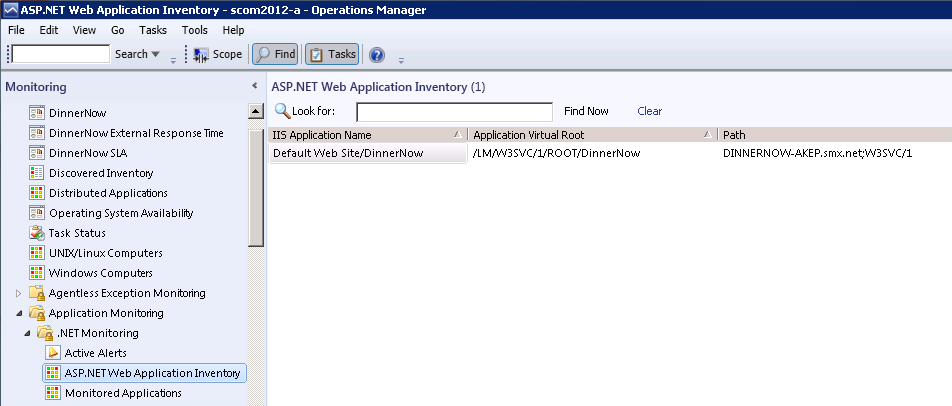 ASP.NET Web Application Inventory - scom2012-a - Operations Manager
File Edit View Go Tasks Tools Help
Search Scope Find Tasks
Monitoring
DinnerNow
DinnerNow External Response Time
DinnerNow SLA
Discovered Inventory
Distributed Applications
Operating System Availability
Task Status
UNIX/Linux Computers
Windows Computers
Agentless Exception Monitoring
Application Monitoring
.NET Monitoring
Active Alerts
ASP.NET Web Application Inventory
Monitored Applications
ASP.NET Web Application Inventory (1)
Look for: Find Now Clear
IIS Application Name Application Virtual Root Path
Default Web Site/DinnerNow /LM/W3SVC/1/ROOT/DinnerNow DINNERNOW-AKEP.smx.net;W3SVC/1